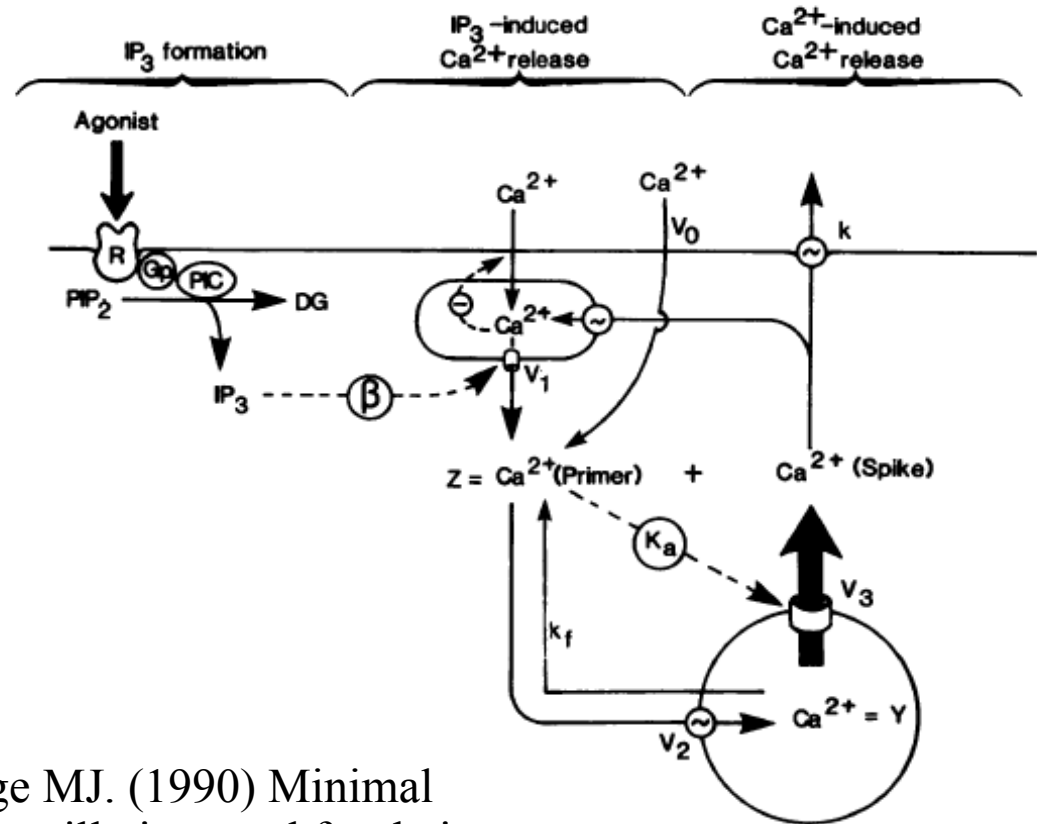 IP₃ formation
IP₃-induced
Ca²⁺ release
Ca²⁺-induced
Ca²⁺ release
Agonist
Ca²⁺
Ca²⁺
V₀
k
R
Gp
PIC
PIP₂
DG
Ca²⁺
~
~
−
V₁
IP₃
β
Z = Ca²⁺(Primer) + Ca²⁺ (Spike)
Kₐ
V₃
k_f
Ca²⁺ = Y
~
V₂
ge MJ. (1990) Minimal